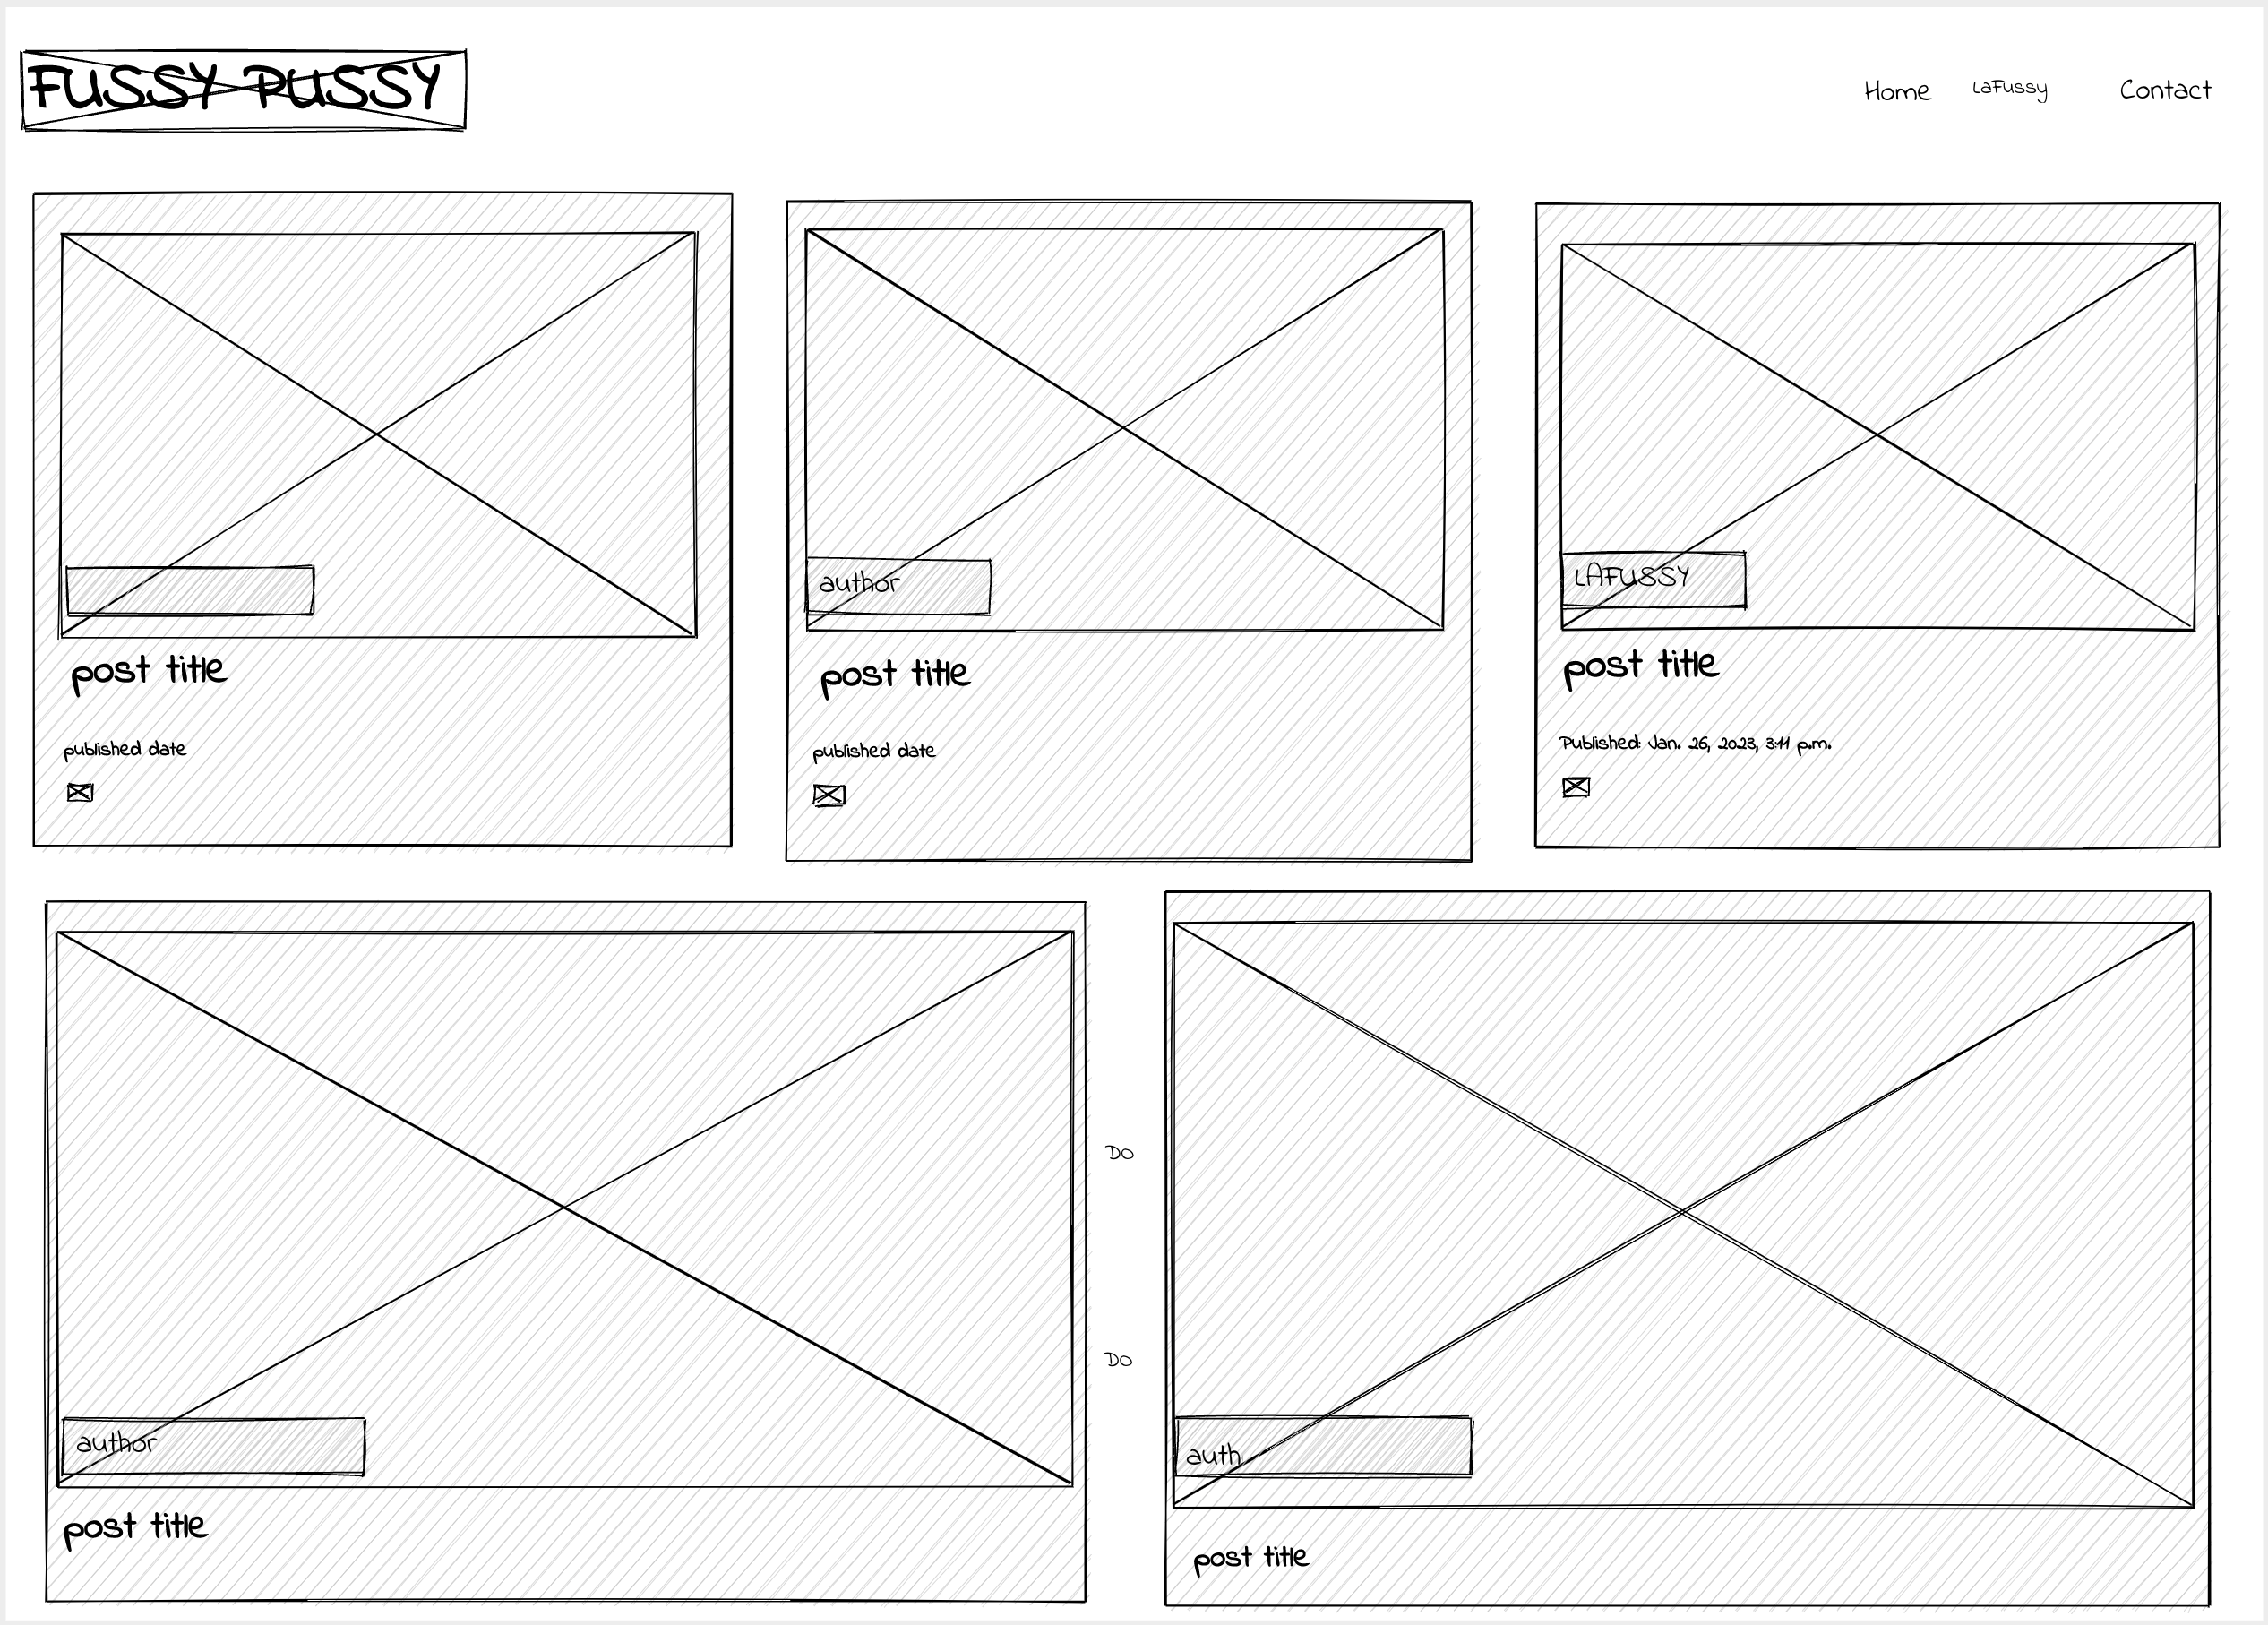 FUSSY PUSSY
Home LaFussy Contact
author
LAFUSSY
post title
post title
post title
published date
published date
Published: Jan. 26, 2023, 3:11 p.m.
DO
DO
author
auth
post title
post title